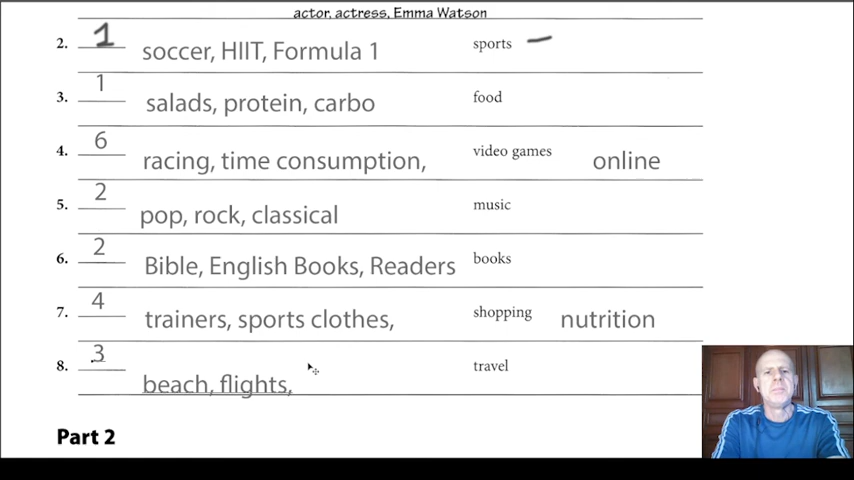 actor, actress, Emma Watson
2. 1 soccer, HIIT, Formula 1 sports
3. 1 salads, protein, carbo food
4. 6 racing, time consumption, video games online
5. 2 pop, rock, classical music
6. 2 Bible, English Books, Readers books
7. 4 trainers, sports clothes, shopping nutrition
8. 3 beach, flights, travel
Part 2